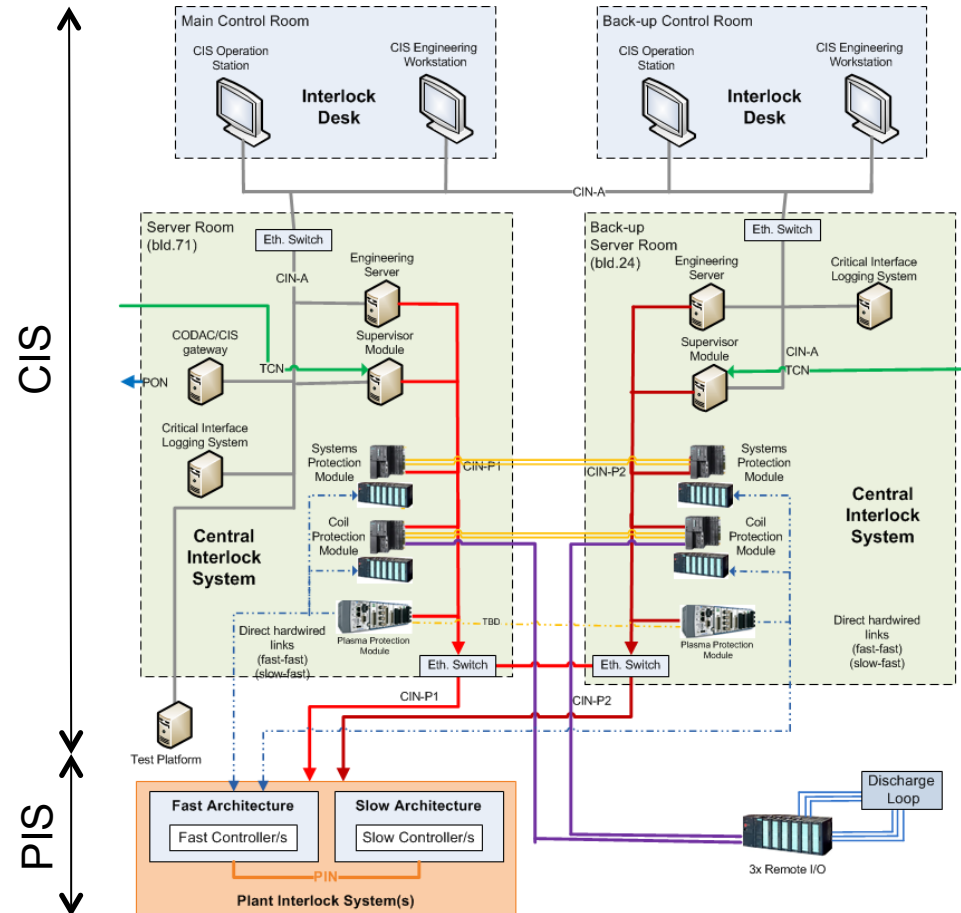 Main Control Room
CIS Operation
Station
CIS Engineering
Workstation
Interlock
Desk
Back-up Control Room
CIS Operation
Station
CIS Engineering
Workstation
Interlock
Desk
CIN-A
CIS
Server Room
(bld.71)
Eth. Switch
CIN-A
Engineering
Server
CODAC/CIS
gateway
Supervisor
Module
TCN
PON
Critical Interface
Logging System
Systems
Protection
Module
CIN-P1
Coil
Protection
Module
Central
Interlock
System
Direct hardwired
links
(fast-fast)
(slow-fast)
Plasma Protection
Module
TBD
Eth. Switch
CIN-P1
Test Platform
Back-up
Server Room
(bld.24)
Eth. Switch
Engineering
Server
Critical Interface
Logging System
Supervisor
Module
CIN-A
TCN
CIN-P2
Systems
Protection
Module
Coil
Protection
Module
Central
Interlock
System
Plasma Protection
Module
Direct hardwired
links
(fast-fast)
(slow-fast)
Eth. Switch
CIN-P2
PIS
Fast Architecture
Fast Controller/s
Slow Architecture
Slow Controller/s
PIN
Plant Interlock System(s)
Discharge
Loop
3x Remote I/O